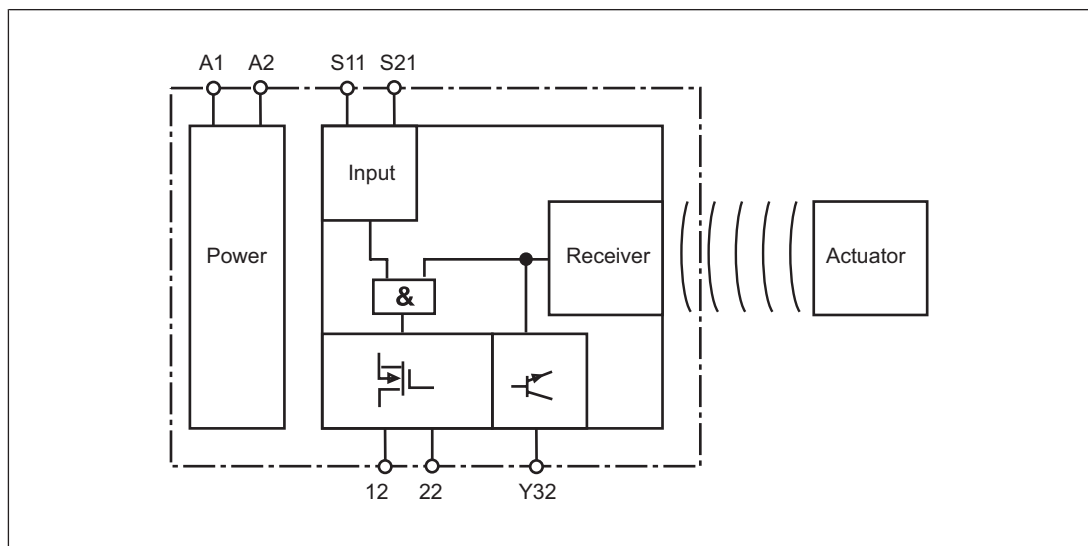 A1 A2 S11 S21
Input
Power
Receiver
Actuator
&
12 22 Y32